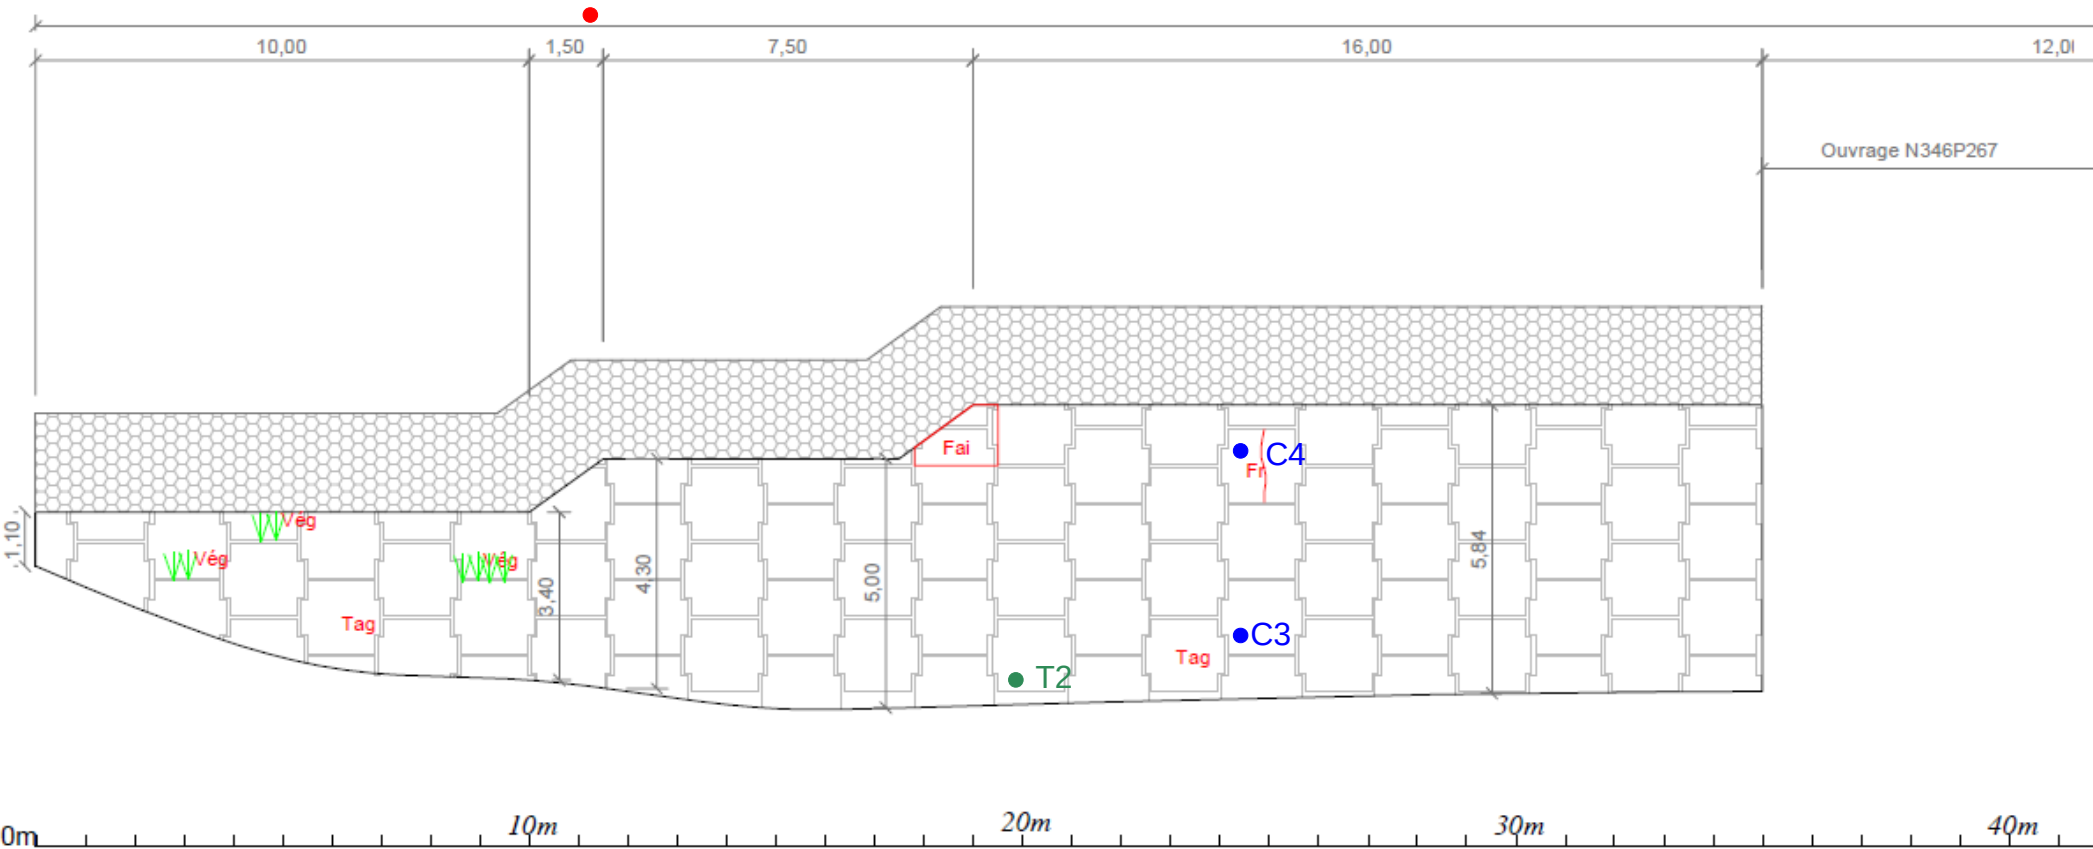 10,00 1,50 7,50 16,00 12,0
Ouvrage N346P267
Fai
C4
Fr
1,10
Vég
Vég
Vég
3,40
4,30
5,00
5,84
Tag
C3
Tag
T2
0m 10m 20m 30m 40m